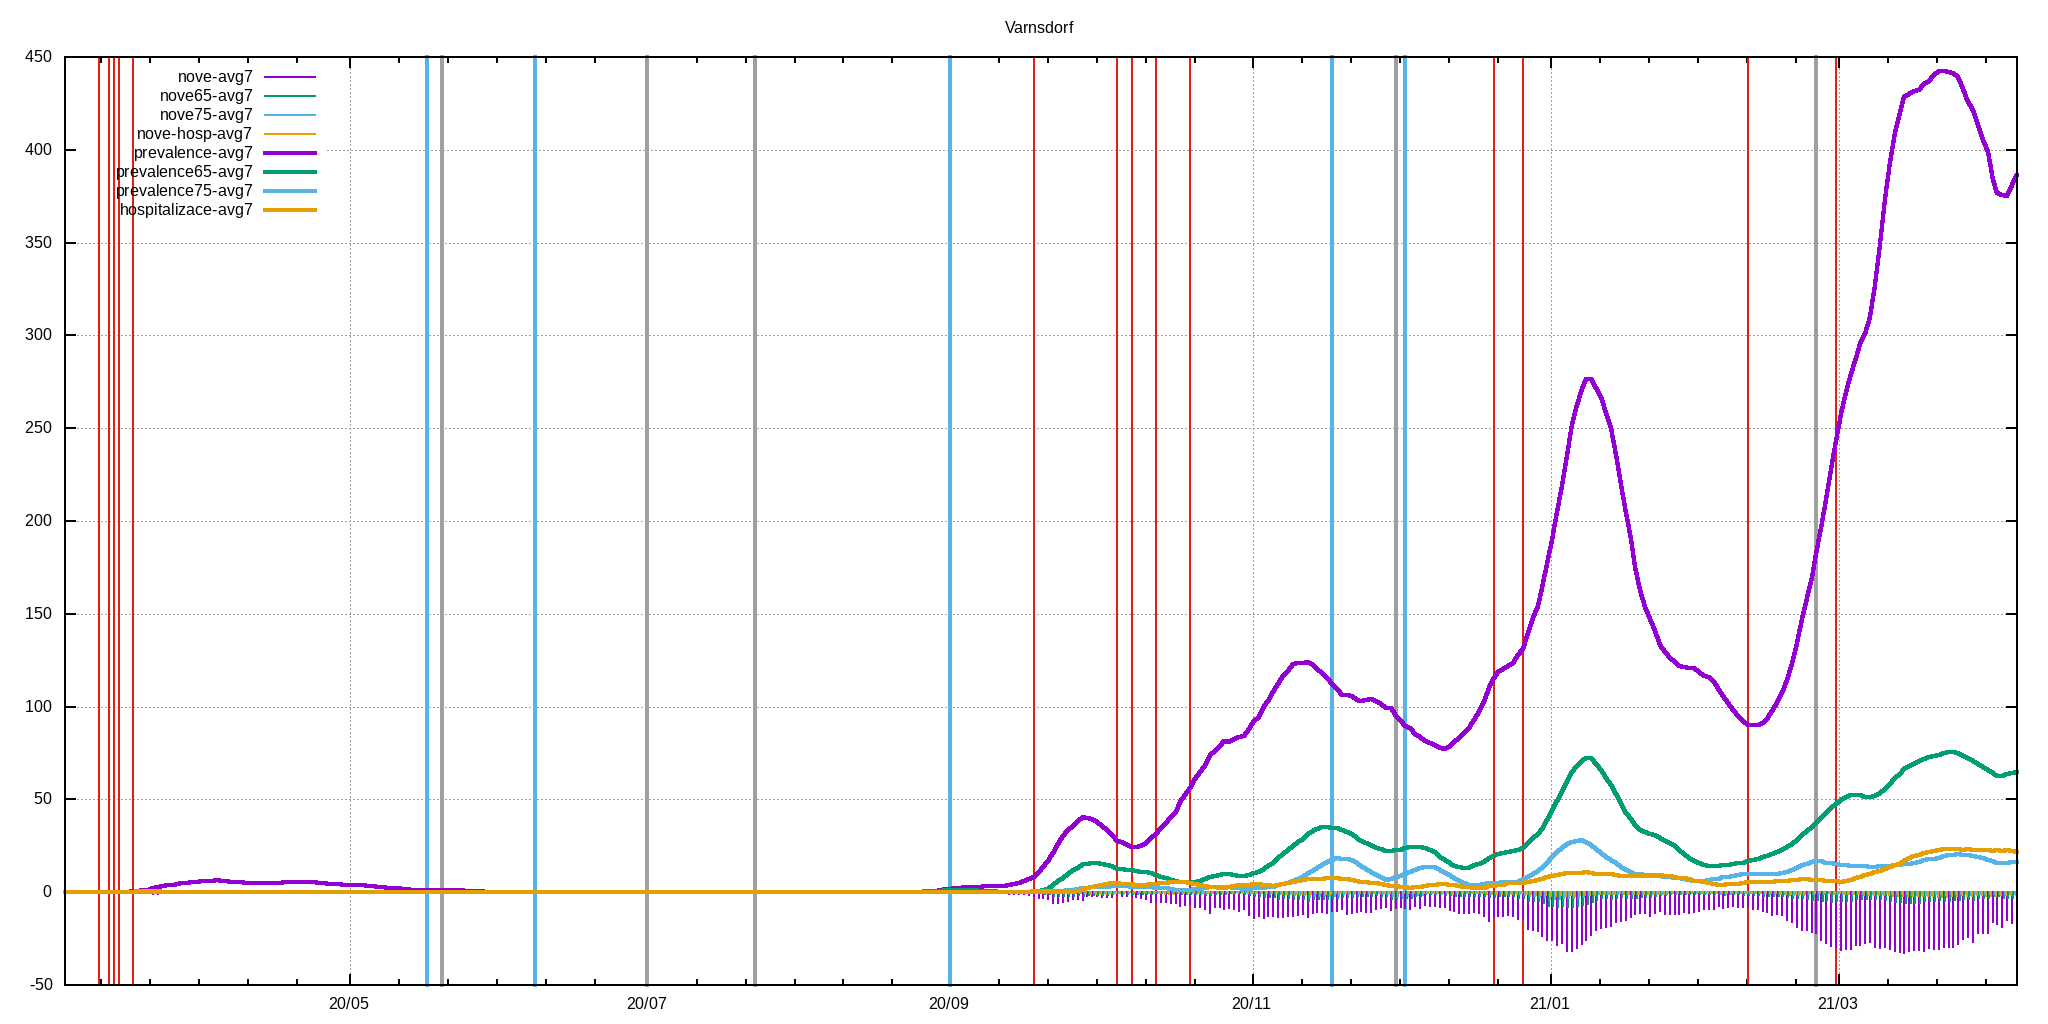 Varnsdorf
450
400
350
300
250
200
150
100
50
0
-50
nove-avg7
nove65-avg7
nove75-avg7
nove-hosp-avg7
prevalence-avg7
prevalence65-avg7
prevalence75-avg7
hospitalizace-avg7
20/05
20/07
20/09
20/11
21/01
21/03